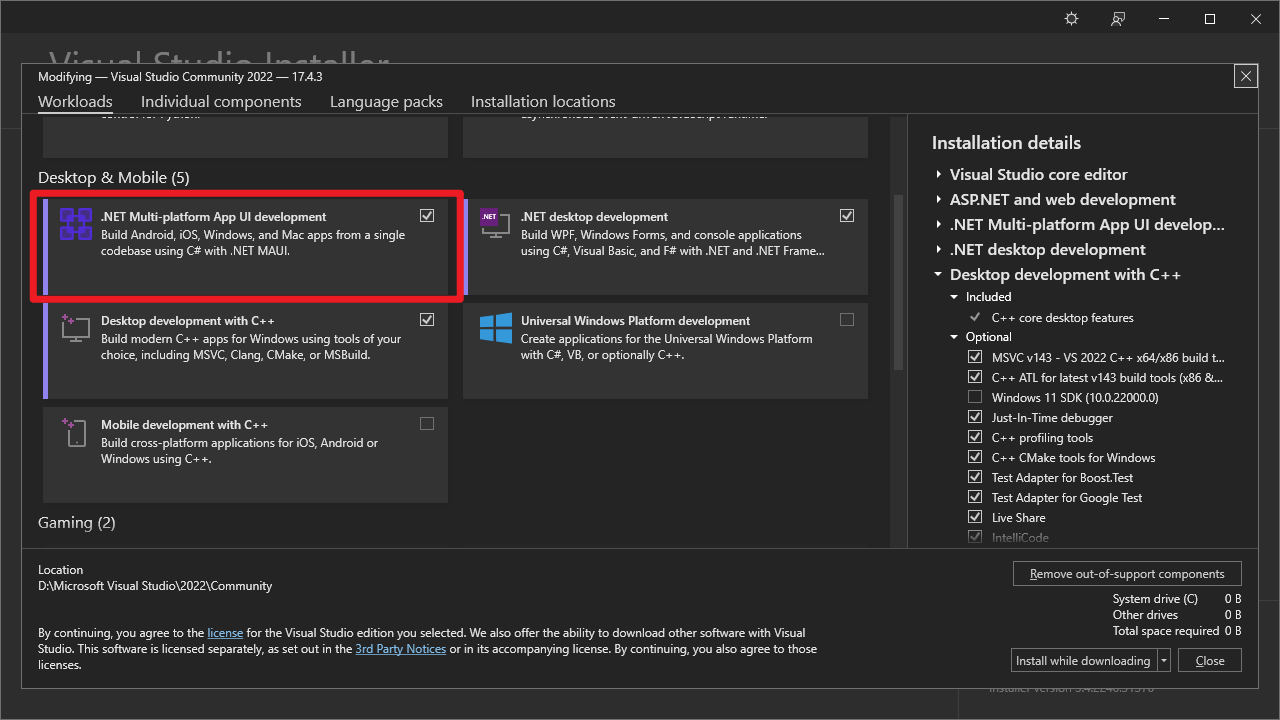 Visual Studio Installer
Modifying — Visual Studio Community 2022 — 17.4.3
Workloads
Individual components
Language packs
Installation locations
Desktop & Mobile (5)
.NET Multi-platform App UI development
Build Android, iOS, Windows, and Mac apps from a single
codebase using C# with .NET MAUI.
.NET
.NET desktop development
Build WPF, Windows Forms, and console applications
using C#, Visual Basic, and F# with .NET and .NET Frame...
Desktop development with C++
Build modern C++ apps for Windows using tools of your
choice, including MSVC, Clang, CMake, or MSBuild.
Universal Windows Platform development
Create applications for the Universal Windows Platform
with C#, VB, or optionally C++.
Mobile development with C++
Build cross-platform applications for iOS, Android or
Windows using C++.
Gaming (2)
Installation details
Visual Studio core editor
ASP.NET and web development
.NET Multi-platform App UI develop...
.NET desktop development
Desktop development with C++
Included
C++ core desktop features
Optional
MSVC v143 - VS 2022 C++ x64/x86 build t...
C++ ATL for latest v143 build tools (x86 &...
Windows 11 SDK (10.0.22000.0)
Just-In-Time debugger
C++ profiling tools
C++ CMake tools for Windows
Test Adapter for Boost.Test
Test Adapter for Google Test
Live Share
IntelliCode
Location
D:\Microsoft Visual Studio\2022\Community
By continuing, you agree to the license for the Visual Studio edition you selected. We also offer the ability to download other software with Visual
Studio. This software is licensed separately, as set out in the 3rd Party Notices or in its accompanying license. By continuing, you also agree to those
licenses.
Remove out-of-support components
System drive (C) 0 B
Other drives 0 B
Total space required 0 B
Install while downloading
Close